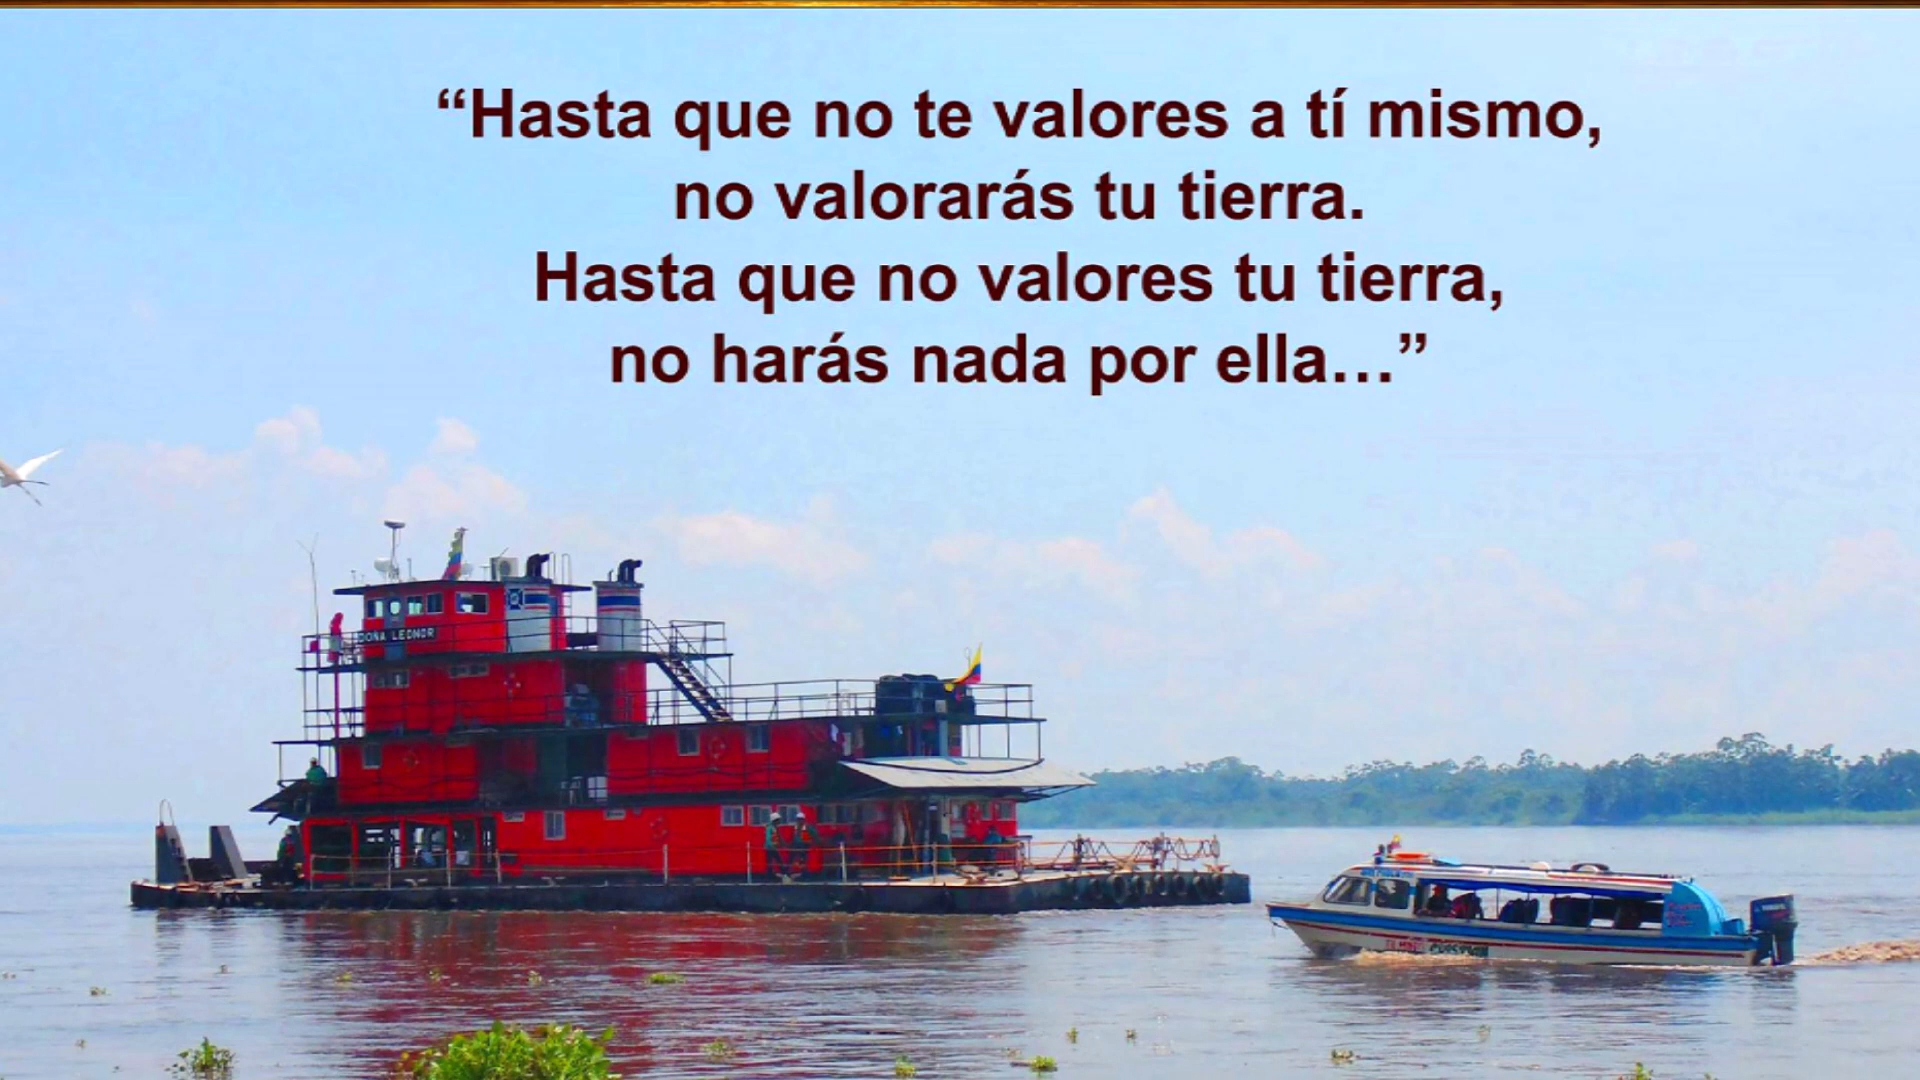 “Hasta que no te valores a tí mismo,
no valorarás tu tierra.
Hasta que no valores tu tierra,
no harás nada por ella…”
DOÑA LEONOR